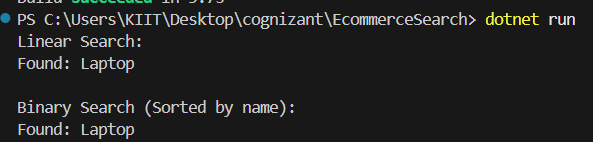 PS C:\Users\KIIT\Desktop\cognizant\EcommerceSearch> dotnet run
Linear Search:
Found: Laptop
Binary Search (Sorted by name):
Found: Laptop